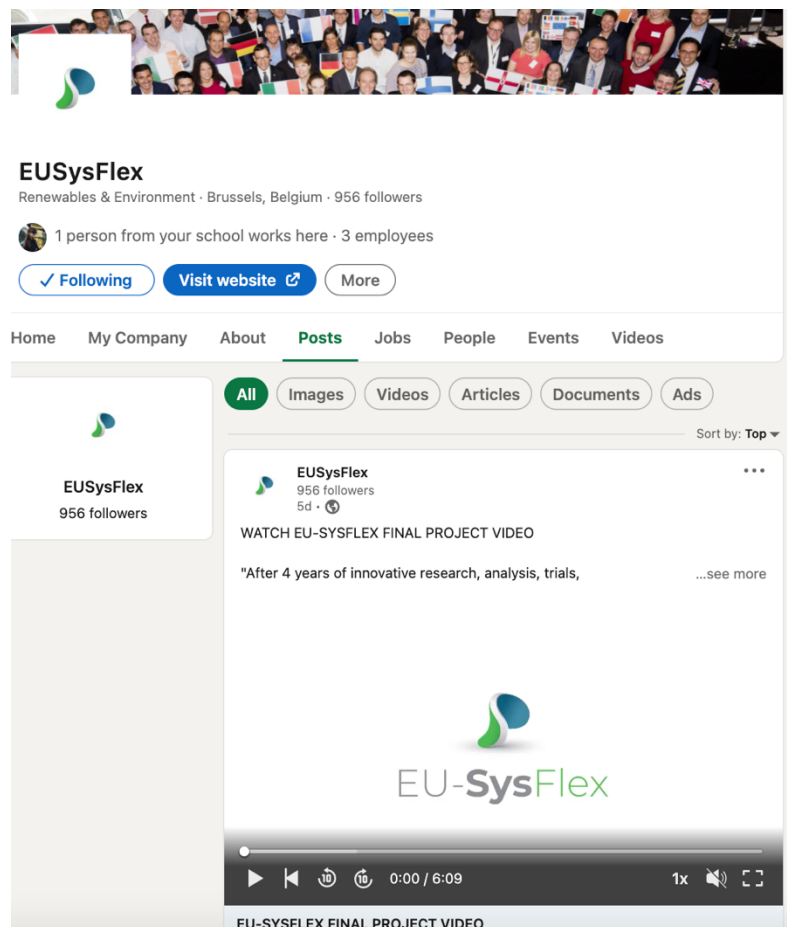 EUSysFlex
Renewables & Environment · Brussels, Belgium · 956 followers
1 person from your school works here · 3 employees
✓ Following Visit website More
Home My Company About Posts Jobs People Events Videos
All Images Videos Articles Documents Ads
Sort by: Top
EUSysFlex
956 followers
EUSysFlex
956 followers
5d •
WATCH EU-SYSFLEX FINAL PROJECT VIDEO
"After 4 years of innovative research, analysis, trials, ...see more
EU-SysFlex
10 10 0:00 / 6:09 1x
EU-SYSFLEX FINAL PROJECT VIDEO